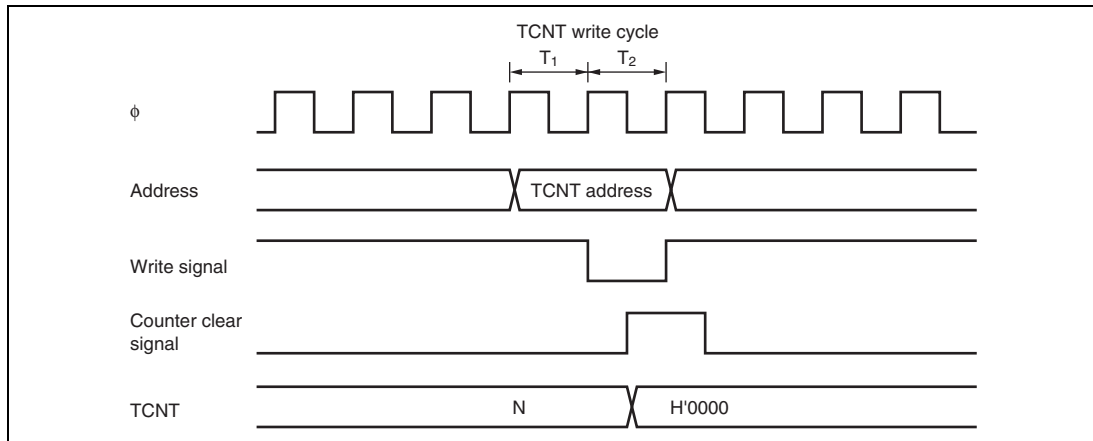 TCNT write cycle
T1 T2
ϕ
Address
TCNT address
Write signal
Counter clear
signal
TCNT
N
H'0000